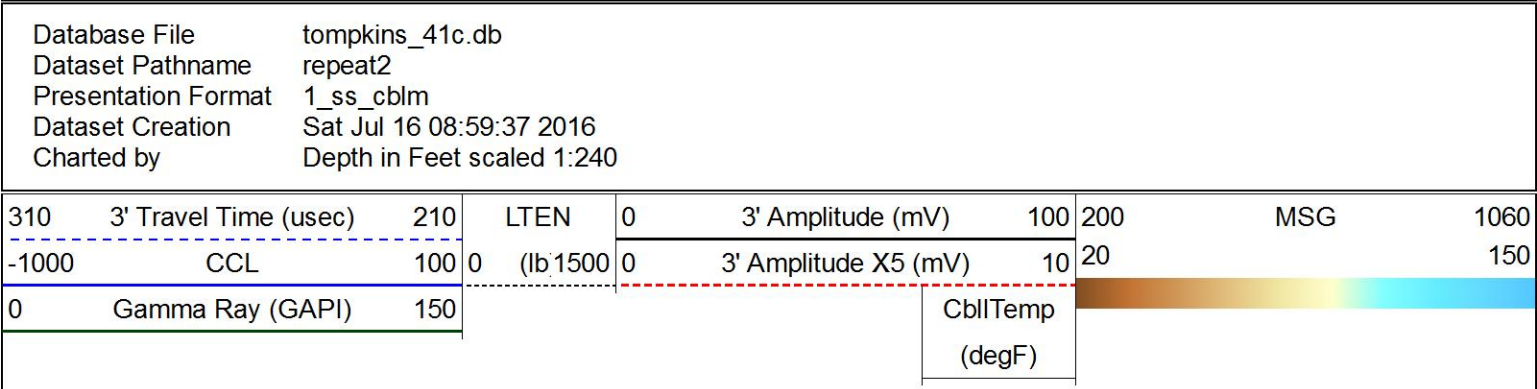 Database File tompkins_41c.db
Dataset Pathname repeat2
Presentation Format 1_ss_cblm
Dataset Creation Sat Jul 16 08:59:37 2016
Charted by Depth in Feet scaled 1:240
310 3' Travel Time (usec) 210 LTEN 0 3' Amplitude (mV) 100 200 MSG 1060
-1000 CCL 100 0 (lb) 1500 0 3' Amplitude X5 (mV) 10 20 150
0 Gamma Ray (GAPI) 150 CbllTemp
(degF)